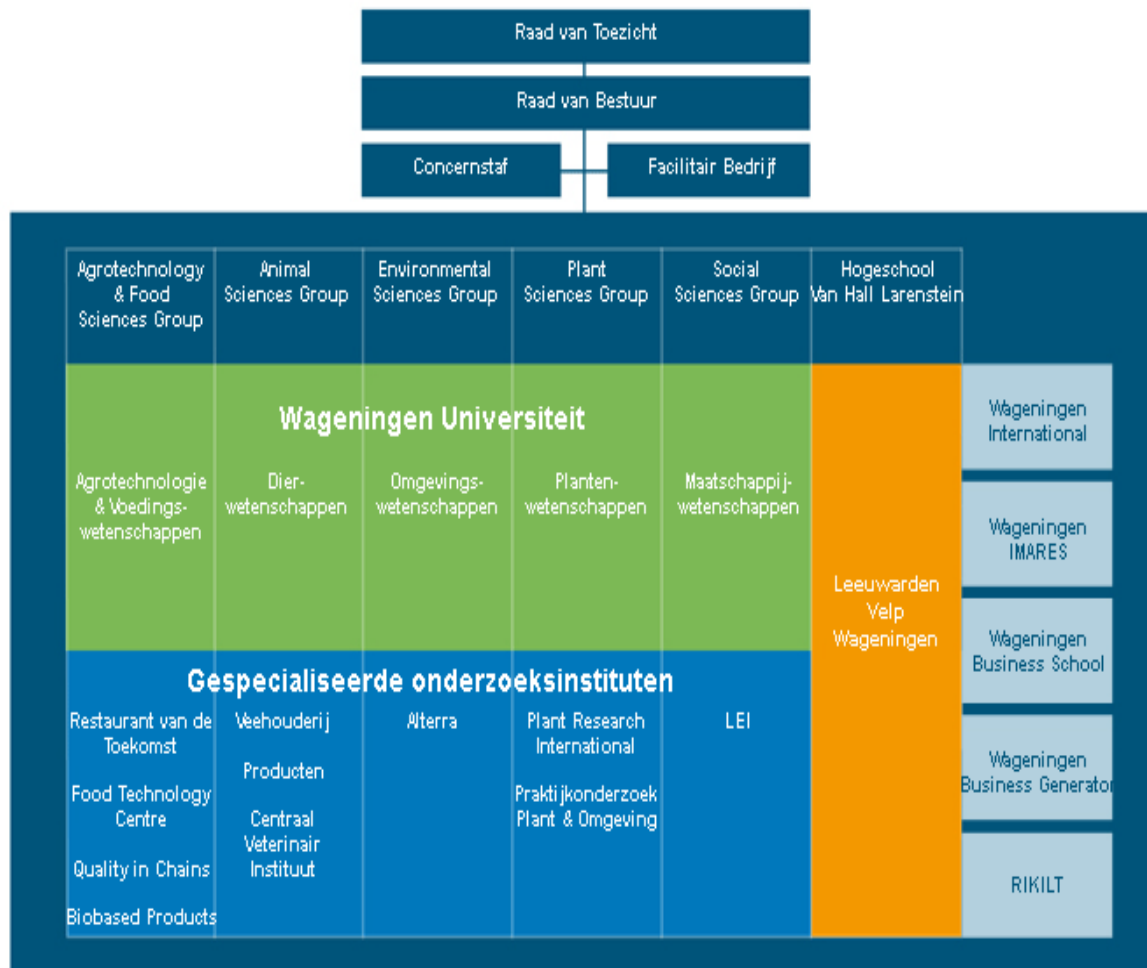 Raad van Toezicht
Raad van Bestuur
Concernstaf
Facilitair Bedrijf
Agrotechnology
& Food
Sciences Group
Animal
Sciences Group
Environmental
Sciences Group
Plant
Sciences Group
Social
Sciences Group
Hogeschool
Van Hall Larenstein
Wageningen Universiteit
Agrotechnologie
& Voedings-
wetenschappen
Dier-
wetenschappen
Omgevings-
wetenschappen
Planten-
wetenschappen
Maatschappij-
wetenschappen
Gespecialiseerde onderzoeksinstituten
Restaurant van de
Toekomst
Food Technology
Centre
Quality in Chains
Biobased Products
Veehouderij
Producten
Centraal
Veterinair
Instituut
Alterra
Plant Research
International
Praktijkonderzoek
Plant & Omgeving
LEI
Leeuwarden
Velp
Wageningen
Wageningen
International
Wageningen
IMARES
Wageningen
Business School
Wageningen
Business Generator
RIKILT